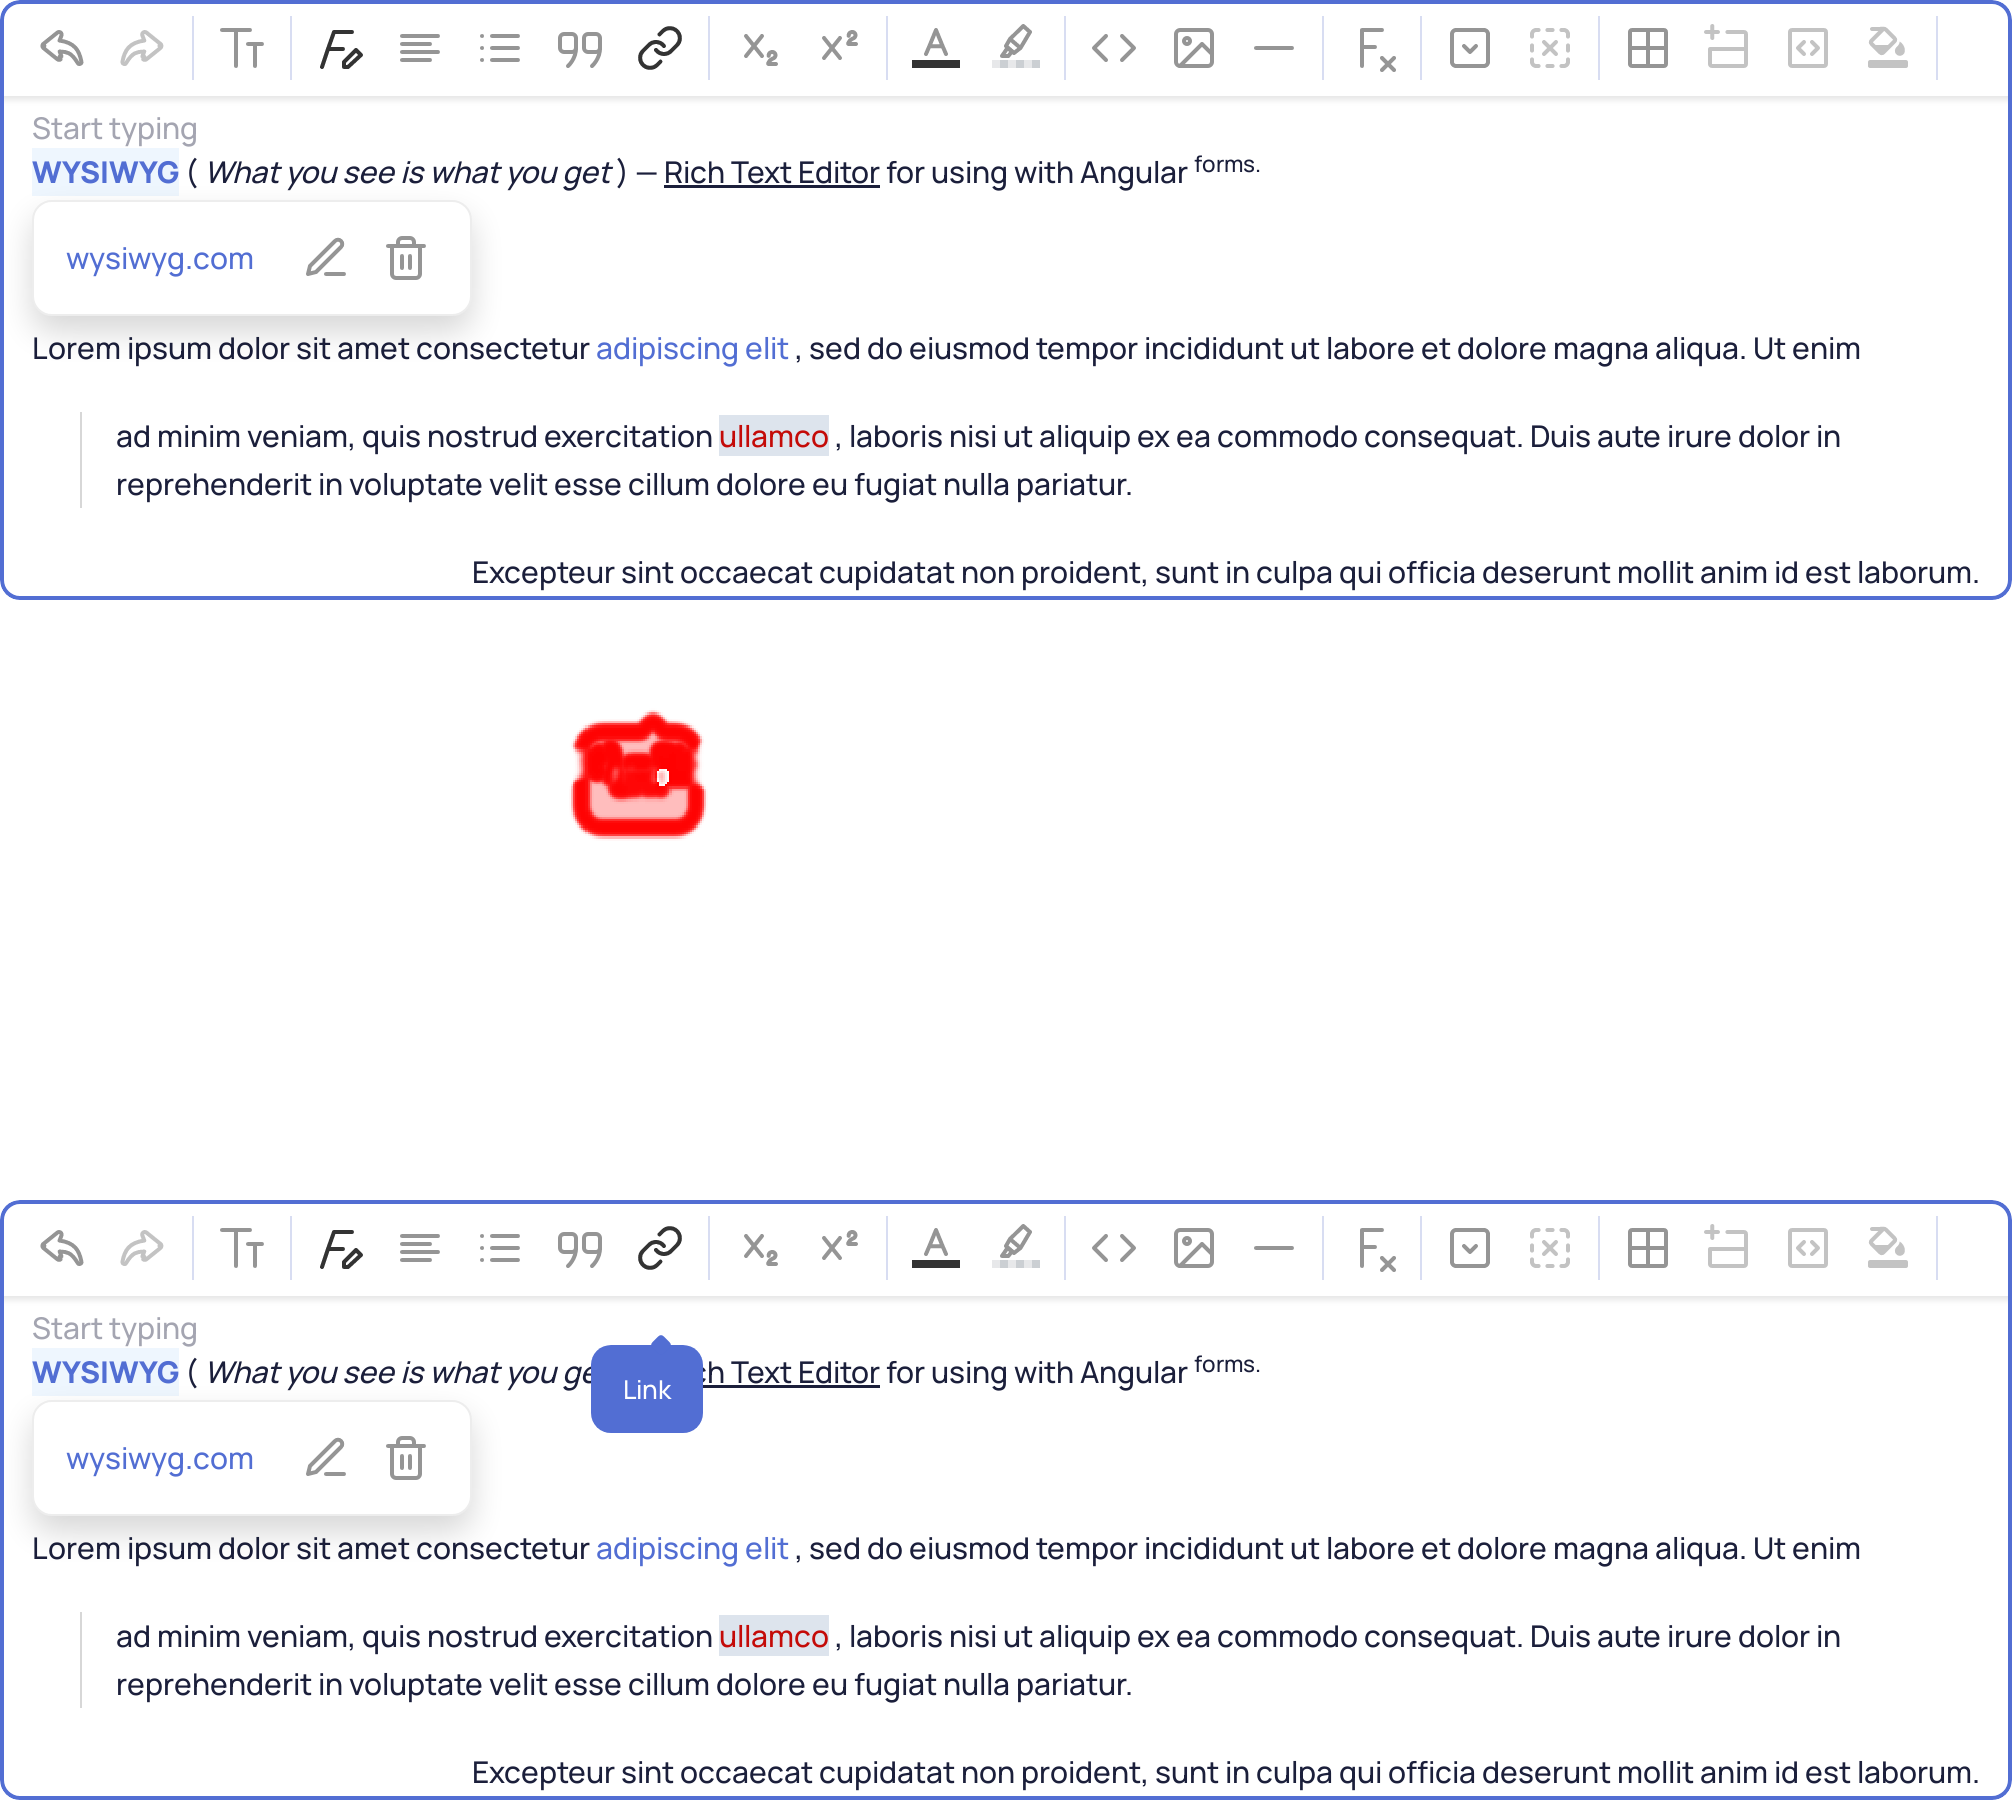 Start typing
WYSIWYG ( What you see is what you get ) — Rich Text Editor for using with Angular forms.
wysiwyg.com
Lorem ipsum dolor sit amet consectetur adipiscing elit , sed do eiusmod tempor incididunt ut labore et dolore magna aliqua. Ut enim
ad minim veniam, quis nostrud exercitation ullamco , laboris nisi ut aliquip ex ea commodo consequat. Duis aute irure dolor in
reprehenderit in voluptate velit esse cillum dolore eu fugiat nulla pariatur.
Excepteur sint occaecat cupidatat non proident, sunt in culpa qui officia deserunt mollit anim id est laborum.
Start typing
WYSIWYG ( What you see is what you ge ch Text Editor for using with Angular forms.
Link
wysiwyg.com
Lorem ipsum dolor sit amet consectetur adipiscing elit , sed do eiusmod tempor incididunt ut labore et dolore magna aliqua. Ut enim
ad minim veniam, quis nostrud exercitation ullamco , laboris nisi ut aliquip ex ea commodo consequat. Duis aute irure dolor in
reprehenderit in voluptate velit esse cillum dolore eu fugiat nulla pariatur.
Excepteur sint occaecat cupidatat non proident, sunt in culpa qui officia deserunt mollit anim id est laborum.